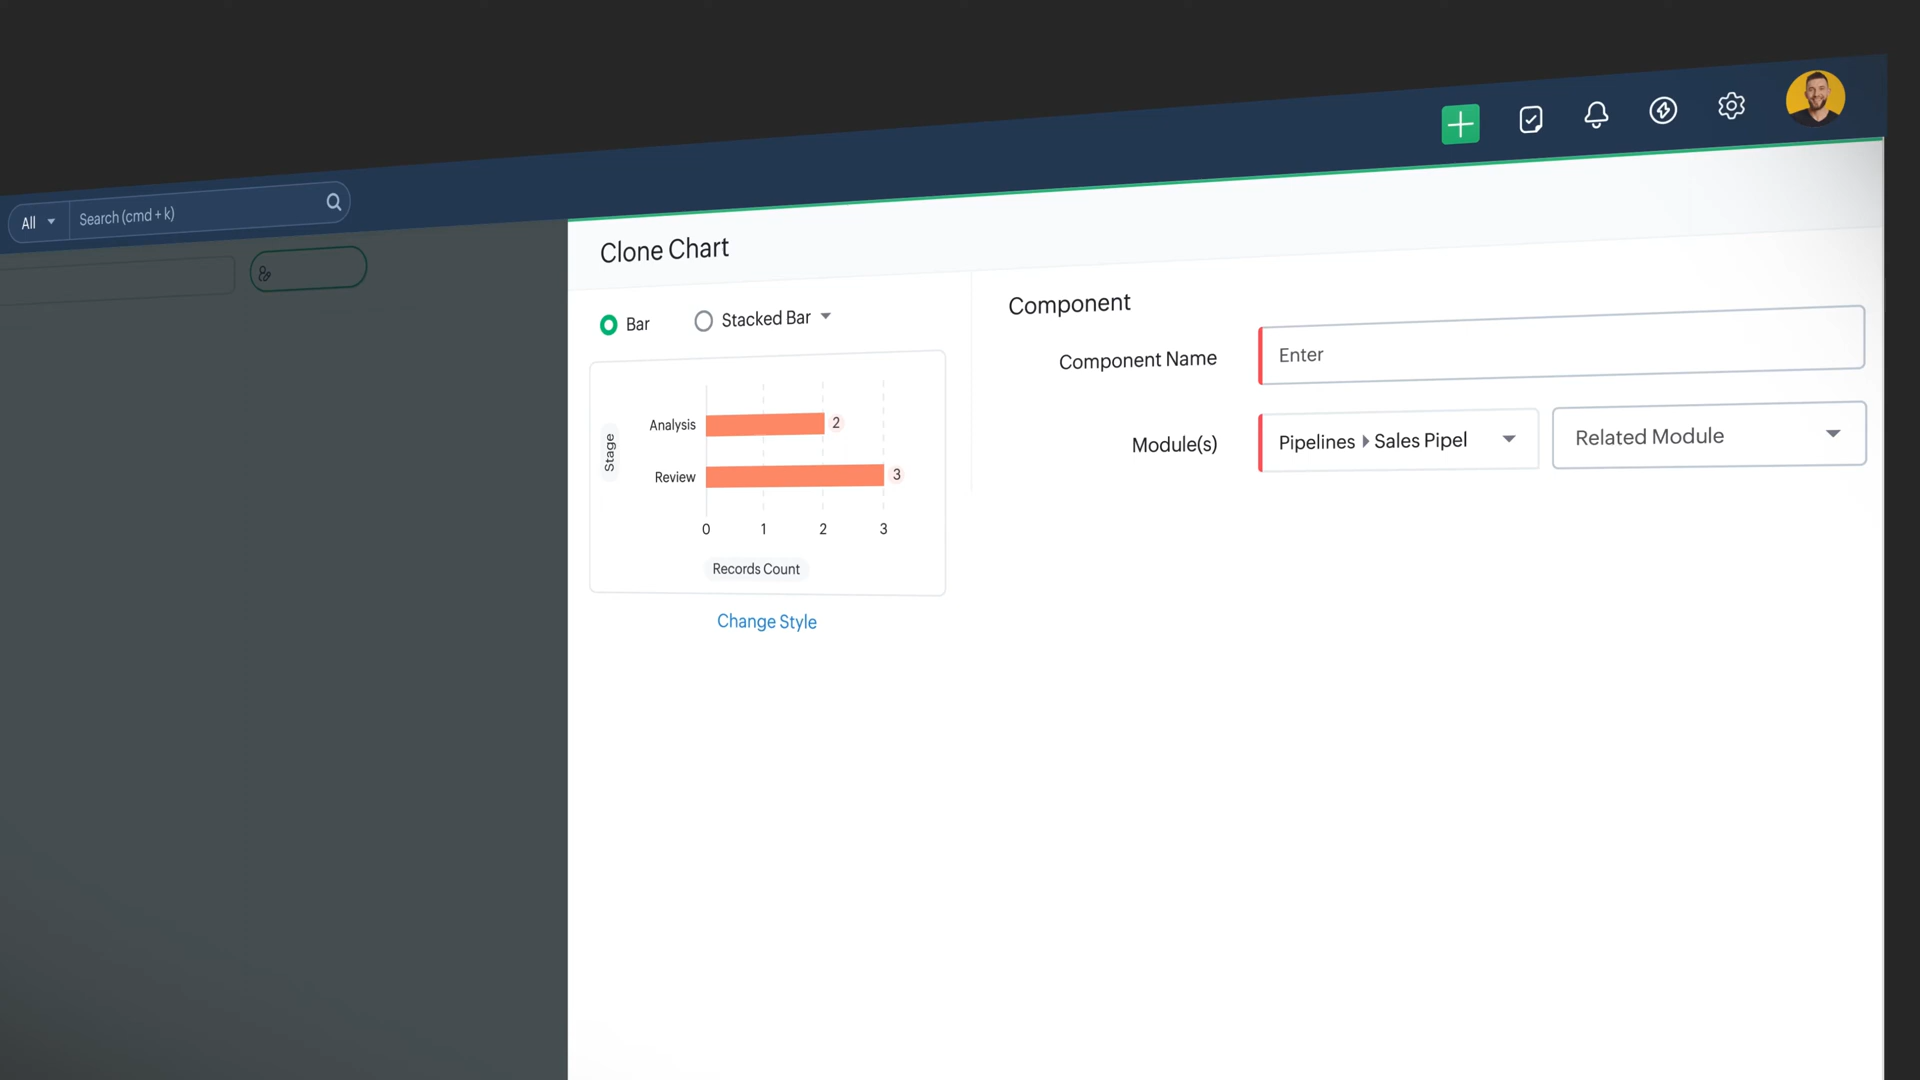 All
Search (cmd + k)
Clone Chart
Bar
Stacked Bar
Stage
Analysis
2
Review
3
0 1 2 3
Records Count
Change Style
Component
Component Name
Enter
Module(s)
Pipelines Sales Pipel
Related Module